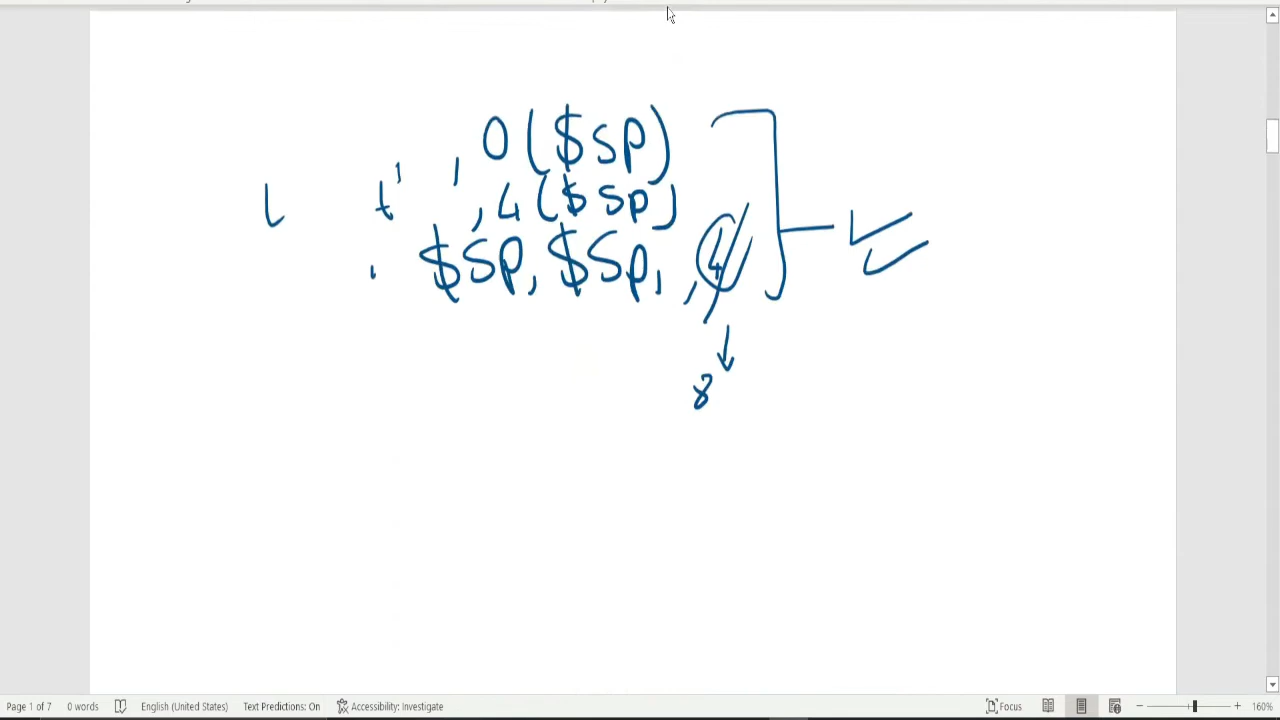 , 0($sp)
l t' , 4($sp)
$sp, $sp, , 4
8
Page 1 of 7 0 words English (United States) Text Predictions: On Accessibility: Investigate Focus 160%